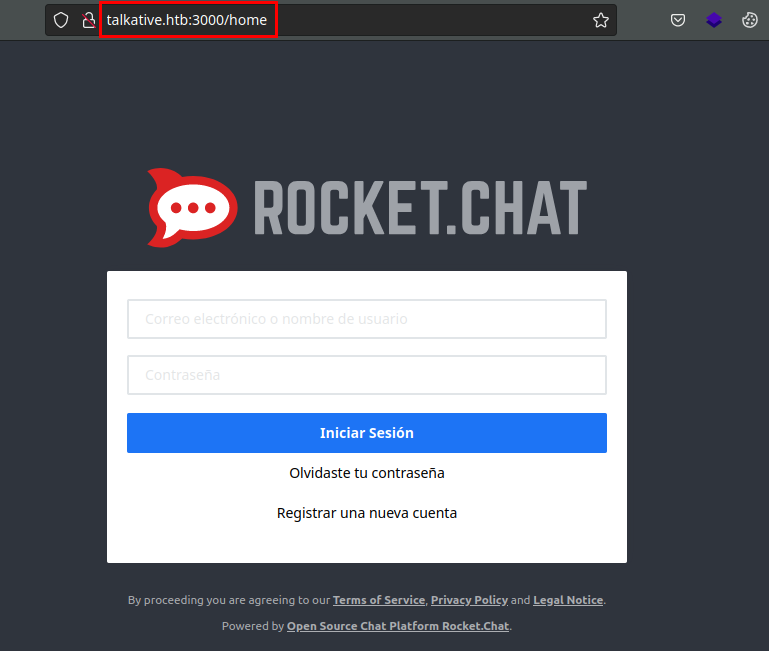 talkative.htb:3000/home
ROCKET.CHAT
Correo electrónico o nombre de usuario
Contraseña
Iniciar Sesión
Olvidaste tu contraseña
Registrar una nueva cuenta
By proceeding you are agreeing to our Terms of Service, Privacy Policy and Legal Notice.
Powered by Open Source Chat Platform Rocket.Chat.